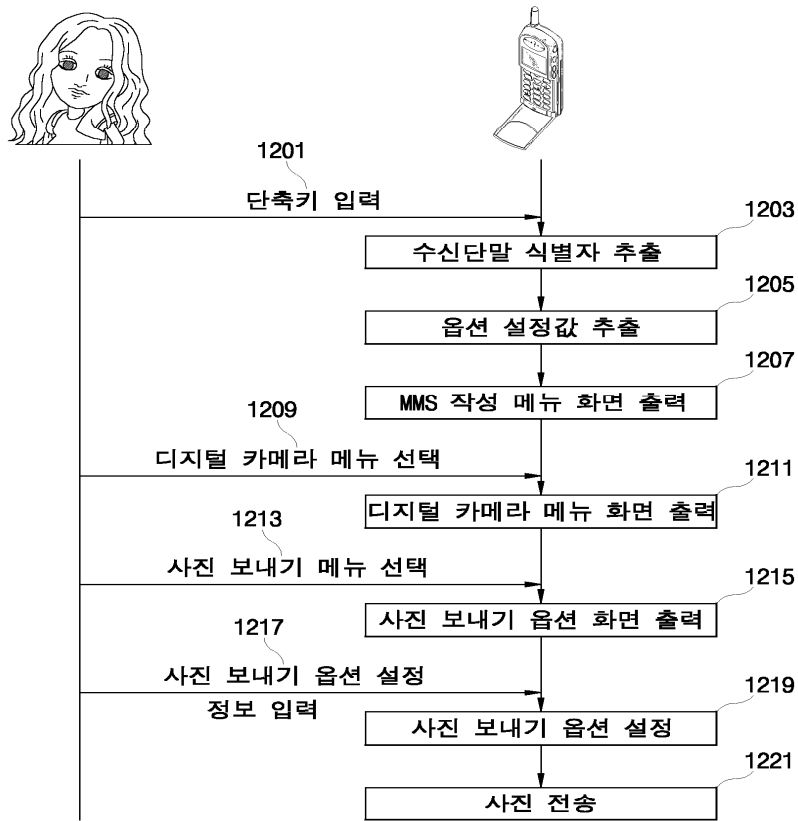 1201
단축키 입력
1203
수신단말 식별자 추출
1205
옵션 설정값 추출
1207
MMS 작성 메뉴 화면 출력
1209
디지털 카메라 메뉴 선택
1211
디지털 카메라 메뉴 화면 출력
1213
사진 보내기 메뉴 선택
1215
사진 보내기 옵션 화면 출력
1217
사진 보내기 옵션 설정
정보 입력
1219
사진 보내기 옵션 설정
1221
사진 전송